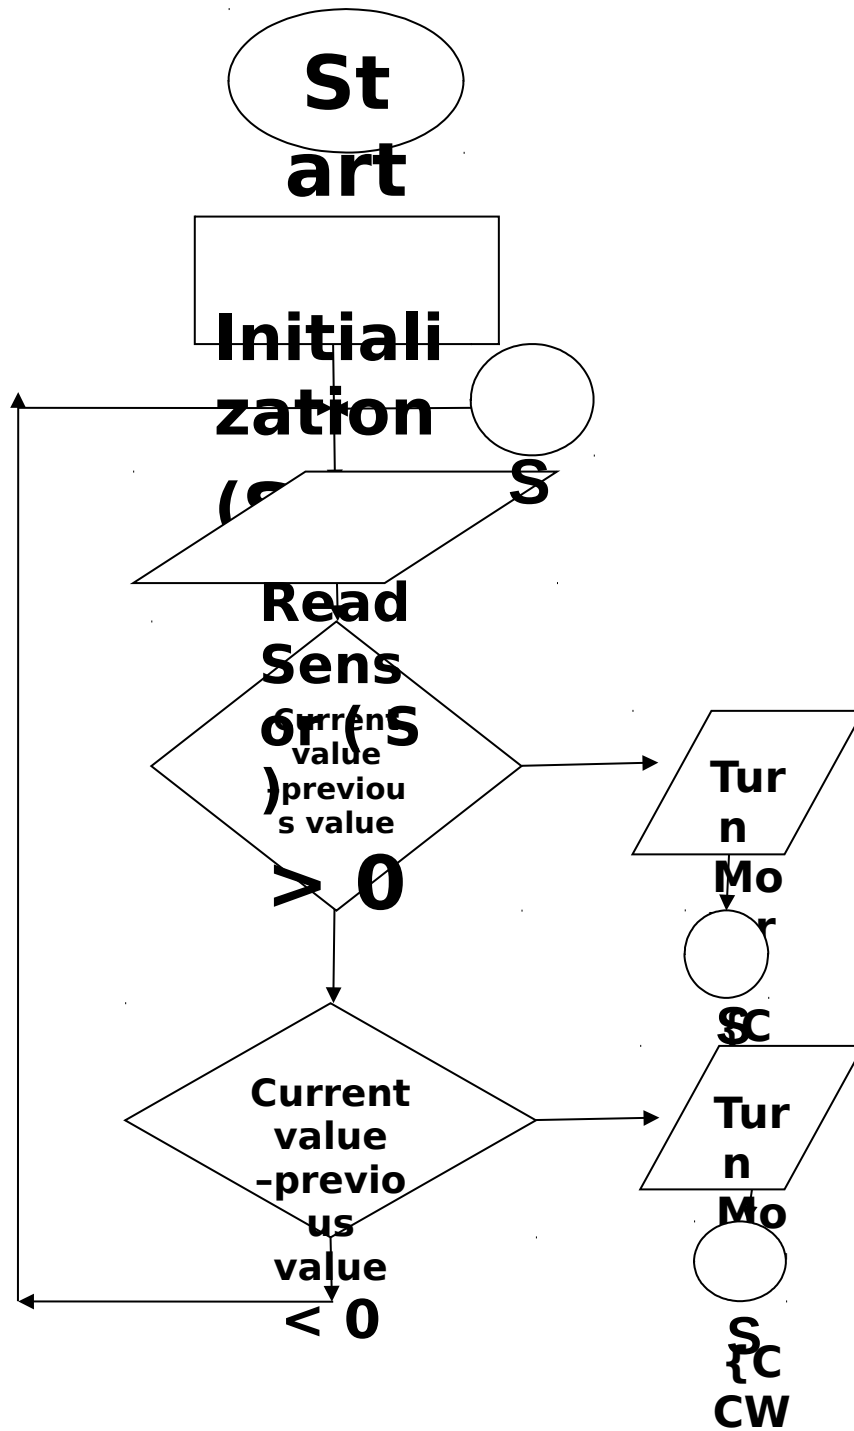 St
art
Initiali
zation
S
Read
Sens
or ( S
)
Current
value
–previou
s value
> 0
Tur
n
Mo
r
S
{C
Current
value
–previo
us
value
< 0
Tur
n
Mo
S
{C
CW